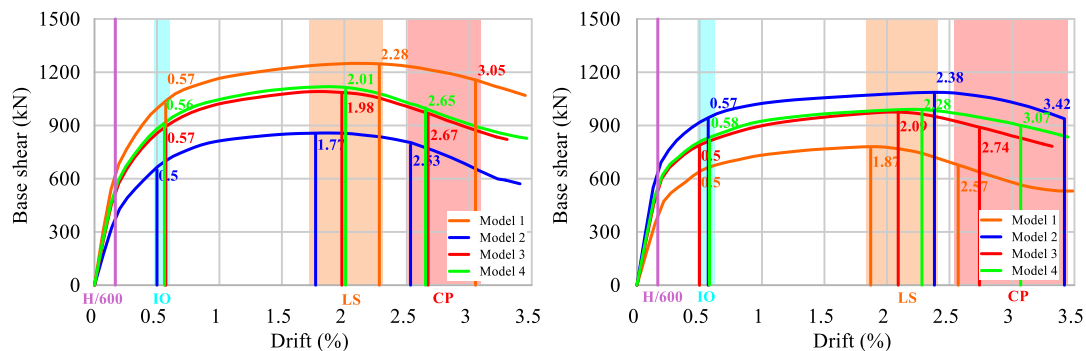 1500
1200
900
600
300
0
Base shear (kN)
2.28
0.57
3.05
2.01
0.56
1.98
2.65
0.57
2.67
1.77
2.53
0.5
Model 1
Model 2
Model 3
Model 4
H/600
IO
LS
CP
0 0.5 1 1.5 2 2.5 3 3.5
Drift (%)
1500
1200
900
600
300
0
Base shear (kN)
2.38
0.57
3.42
0.58
2.28
3.07
2.09
0.5
2.74
1.87
0.5
2.57
Model 1
Model 2
Model 3
Model 4
H/600
IO
LS
CP
0 0.5 1 1.5 2 2.5 3 3.5
Drift (%)